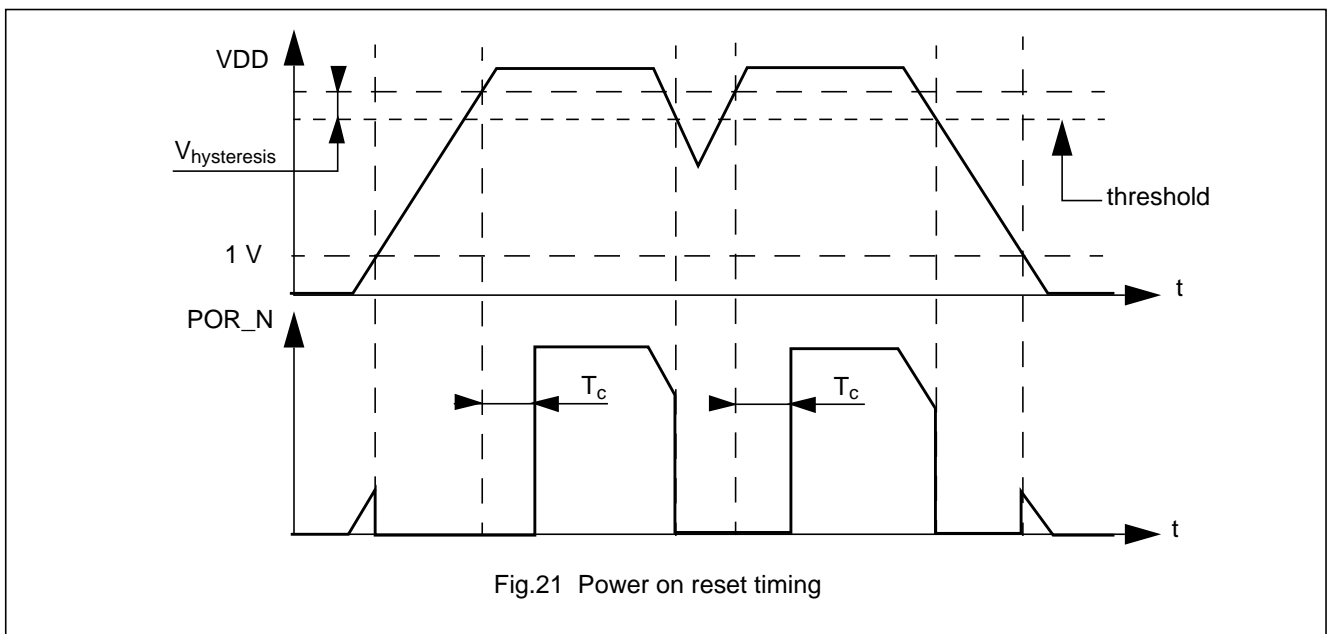 VDD
Vhysteresis
threshold
1 V
t
POR_N
Tc
Tc
t
Fig.21 Power on reset timing